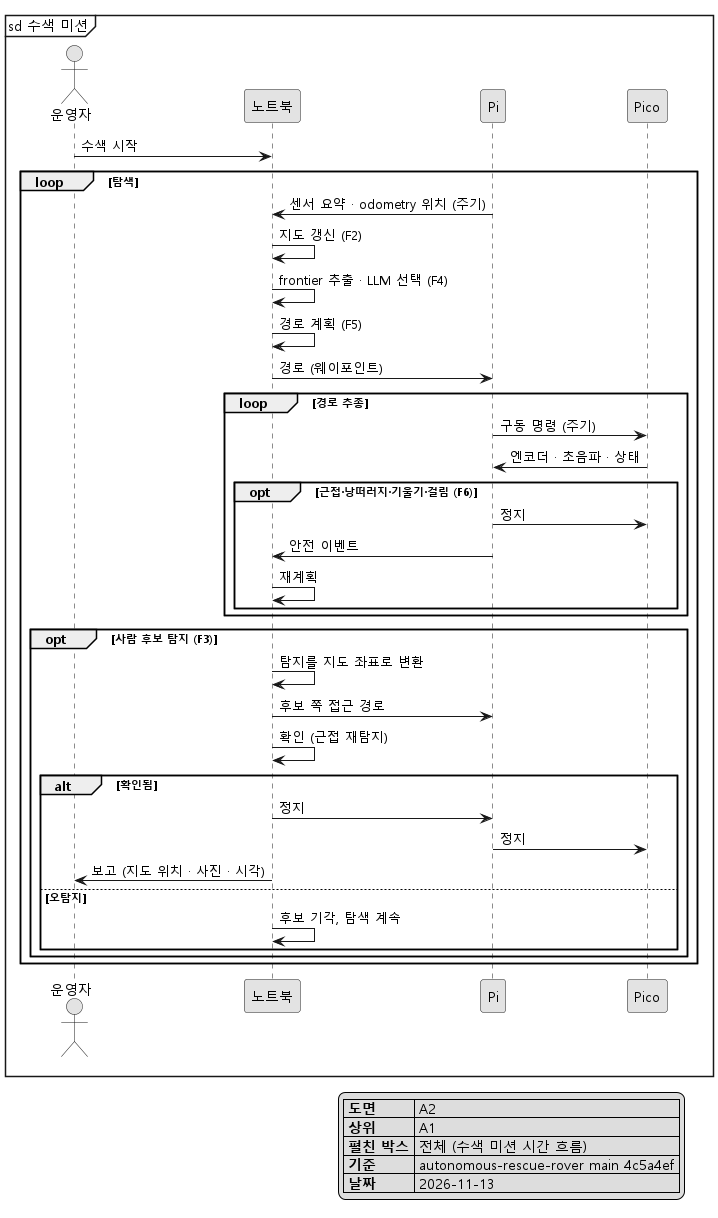 sd 수색 미션
운영자
노트북
Pi
Pico
수색 시작
loop [탐색]
센서 요약 · odometry 위치 (주기)
지도 갱신 (F2)
frontier 추출 · LLM 선택 (F4)
경로 계획 (F5)
경로 (웨이포인트)
loop [경로 추종]
구동 명령 (주기)
엔코더 · 초음파 · 상태
opt [근접·낭떠러지·기울기·걸림 (F6)]
정지
안전 이벤트
재계획
opt [사람 후보 탐지 (F3)]
탐지를 지도 좌표로 변환
후보 쪽 접근 경로
확인 (근접 재탐지)
alt [확인됨]
정지
정지
보고 (지도 위치 · 사진 · 시각)
[오탐지]
후보 기각, 탐색 계속
운영자
노트북
Pi
Pico
도면 A2
상위 A1
펼친 박스 전체 (수색 미션 시간 흐름)
기준 autonomous-rescue-rover main 4c5a4ef
날짜 2026-11-13